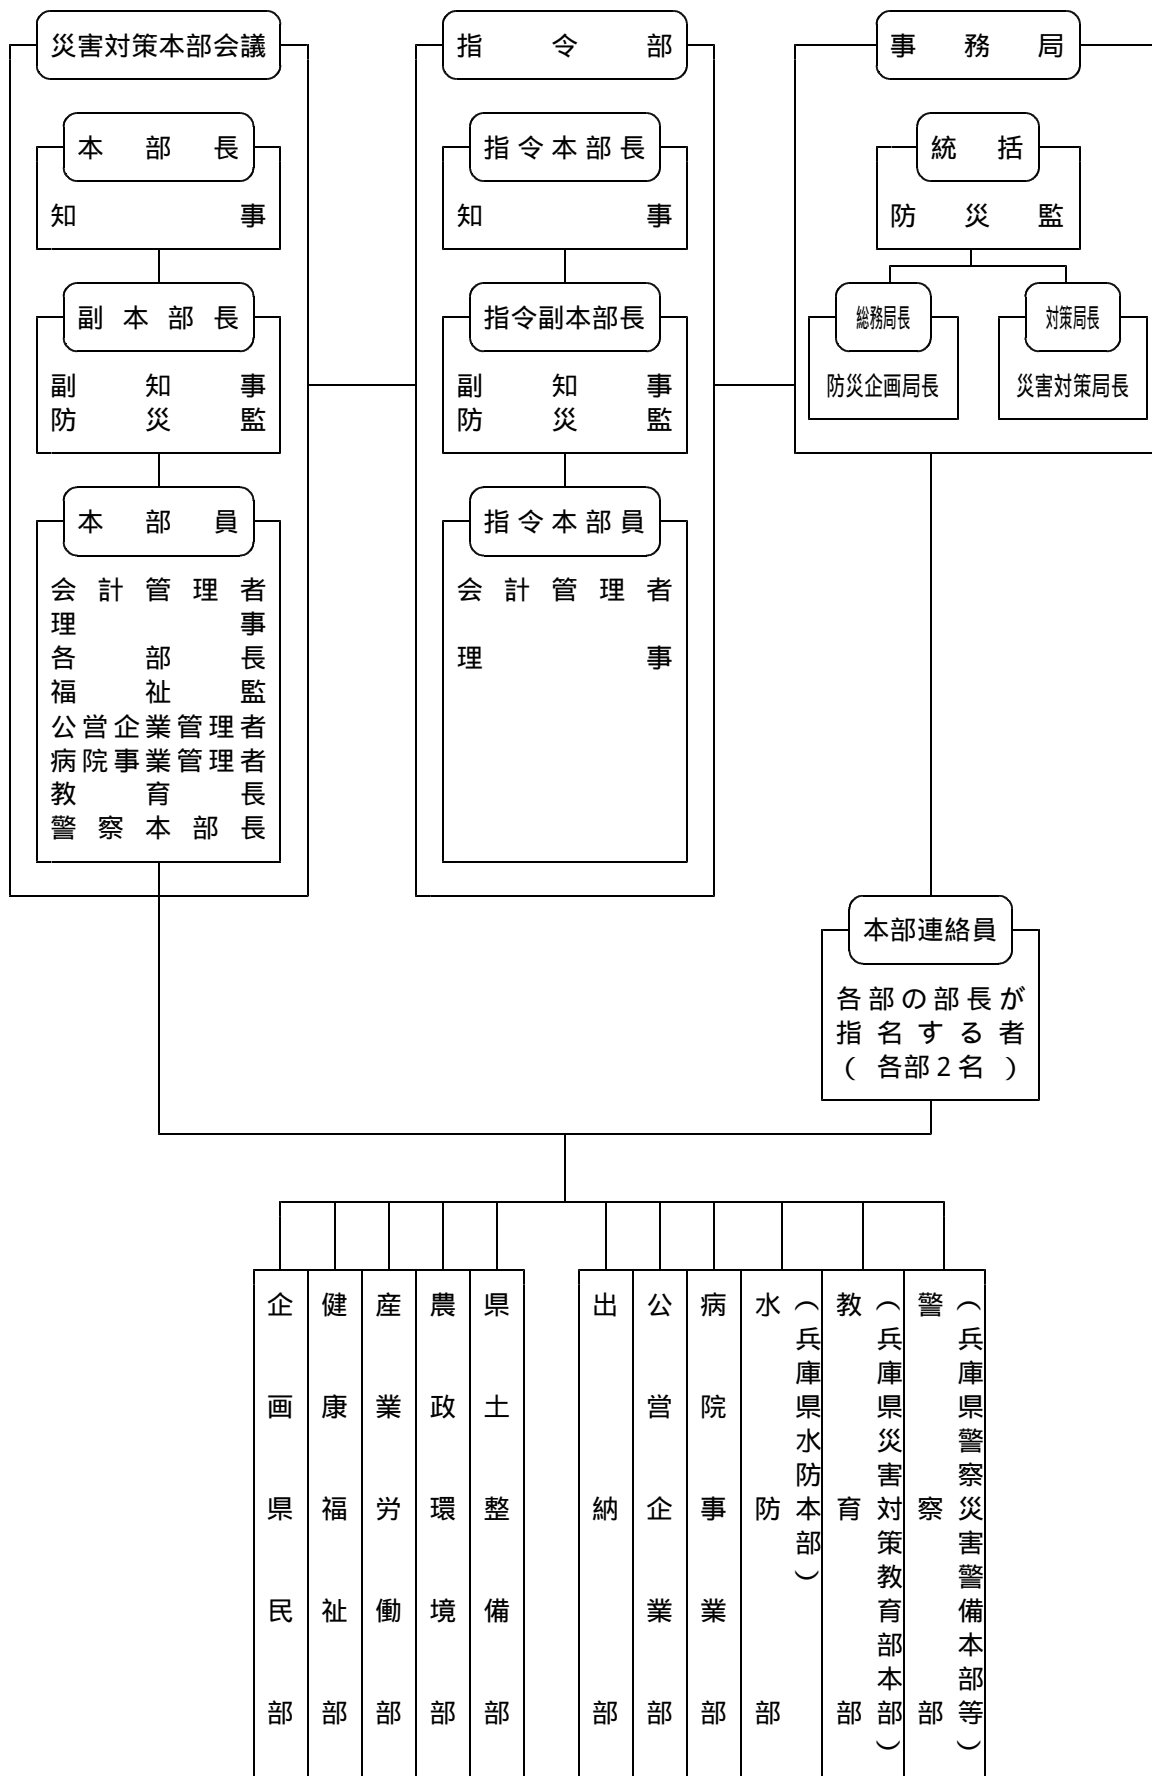 災害対策本部会議
本部長
知事
副本部長
副知事
防災監
本部員
会計管理者
理事
各部長
福祉監
公営企業管理者
病院事業管理者
教育長
警察本部長
指令部
指令本部長
知事
指令副本部長
副知事
防災監
指令本部員
会計管理者
理事
事務局
統括
防災監
総務局長
防災企画局長
対策局長
災害対策局長
本部連絡員
各部の部長が
指名する者
(各部2名)
企画県民部
健康福祉部
産業労働部
農政環境部
県土整備部
出納部
公営企業部
病院事業部
水防部
(兵庫県水防本部)
教育部
(兵庫県災害対策教育部本部)
警察部
(兵庫県警察災害警備本部等)